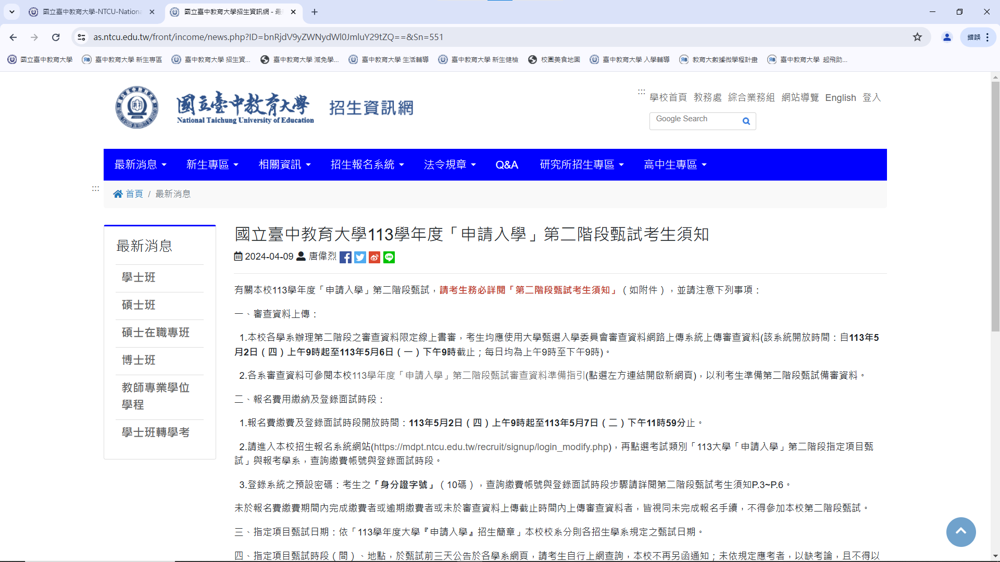 國立臺中教育大學-NTCU-Nationa
國立臺中教育大學招生資訊網 - 最
as.ntcu.edu.tw/front/income/news.php?ID=bnRjdV9yZWNydWl0JmluY29tZQ==&Sn=551
錯誤
國立臺中教育大學 臺中教育大學 新生專區 臺中教育大學 招生資... 臺中教育大學 減免學... 臺中教育大學 生活輔導 臺中教育大學 新生健檢 校園美食地圖 臺中教育大學 入學輔導 教育大數據微學程計畫 臺中教育大學 起飛助...
國立臺中教育大學 招生資訊網
National Taichung University of Education
::: 學校首頁 教務處 綜合業務組 網站導覽 English 登入
Google Search
最新消息 新生專區 相關資訊 招生報名系統 法令規章 Q&A 研究所招生專區 高中生專區
::: 首頁 / 最新消息
最新消息
學士班
碩士班
碩士在職專班
博士班
教師專業學位
學程
學士班轉學考
國立臺中教育大學113學年度「申請入學」第二階段甄試考生須知
2024-04-09 唐偉烈
有關本校113學年度「申請入學」第二階段甄試，請考生務必詳閱「第二階段甄試考生須知」（如附件），並請注意下列事項：
一、審查資料上傳：
1.本校各學系辦理第二階段之審查資料限定線上書審，考生均應使用大學甄選入學委員會審查資料網路上傳系統上傳審查資料(該系統開放時間：自113年5
月2日（四）上午9時起至113年5月6日（一）下午9時截止；每日均為上午9時至下午9時)。
2.各系審查資料可參閱本校113學年度「申請入學」第二階段甄試審查資料準備指引(點選左方連結開啟新網頁)，以利考生準備第二階段甄試備審資料。
二、報名費用繳納及登錄面試時段：
1.報名費繳費及登錄面試時段開放時間：113年5月2日（四）上午9時起至113年5月7日（二）下午11時59分止。
2.請進入本校招生報名系統網站(https://mdpt.ntcu.edu.tw/recruit/signup/login_modify.php)，再點選考試類別「113大學「申請入學」第二階段指定項目甄
試」與報考學系，查詢繳費帳號與登錄面試時段。
3.登錄系統之預設密碼：考生之「身分證字號」（10碼），查詢繳費帳號與登錄面試時段步驟請詳閱第二階段甄試考生須知P.3~P.6。
未於報名費繳費期間內完成繳費者或逾期繳費者或未於審查資料上傳截止時間內上傳審查資料者，皆視同未完成報名手續，不得參加本校第二階段甄試。
三、指定項目甄試日期：依「113學年度大學『申請入學』招生簡章」本校校系分則各招生學系規定之甄試日期。
四、指定項目甄試時段（間）、地點，於甄試前三天公告於各學系網頁，請考生自行上網查詢，本校不再另函通知；未依規定應考者，以缺考論，且不得以